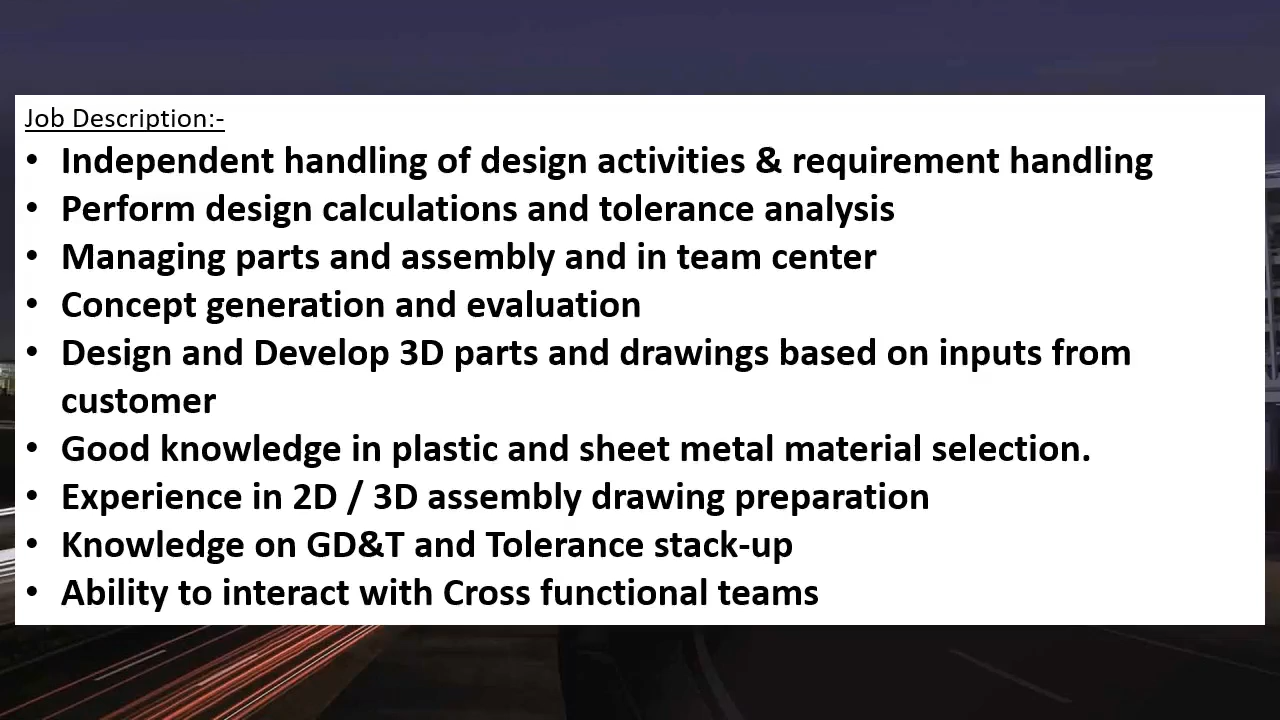 Job Description:-
• Independent handling of design activities & requirement handling
• Perform design calculations and tolerance analysis
• Managing parts and assembly and in team center
• Concept generation and evaluation
• Design and Develop 3D parts and drawings based on inputs from
customer
• Good knowledge in plastic and sheet metal material selection.
• Experience in 2D / 3D assembly drawing preparation
• Knowledge on GD&T and Tolerance stack-up
• Ability to interact with Cross functional teams